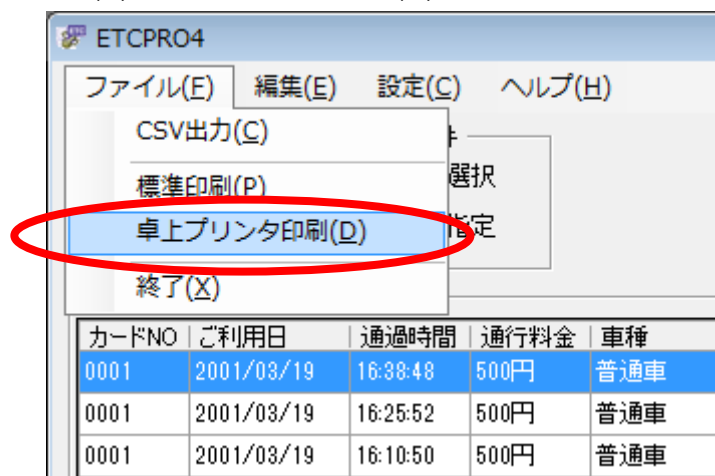 ETCPRO4
ファイル(F) 編集(E) 設定(C) ヘルプ(H)
CSV出力(C)
選択
標準印刷(P)
卓上プリンタ印刷(D)
指定
終了(X)
カードNO ご利用日 通過時間 通行料金 車種
0001 2001/03/19 16:38:48 500円 普通車
0001 2001/03/19 16:25:52 500円 普通車
0001 2001/03/19 16:10:50 500円 普通車